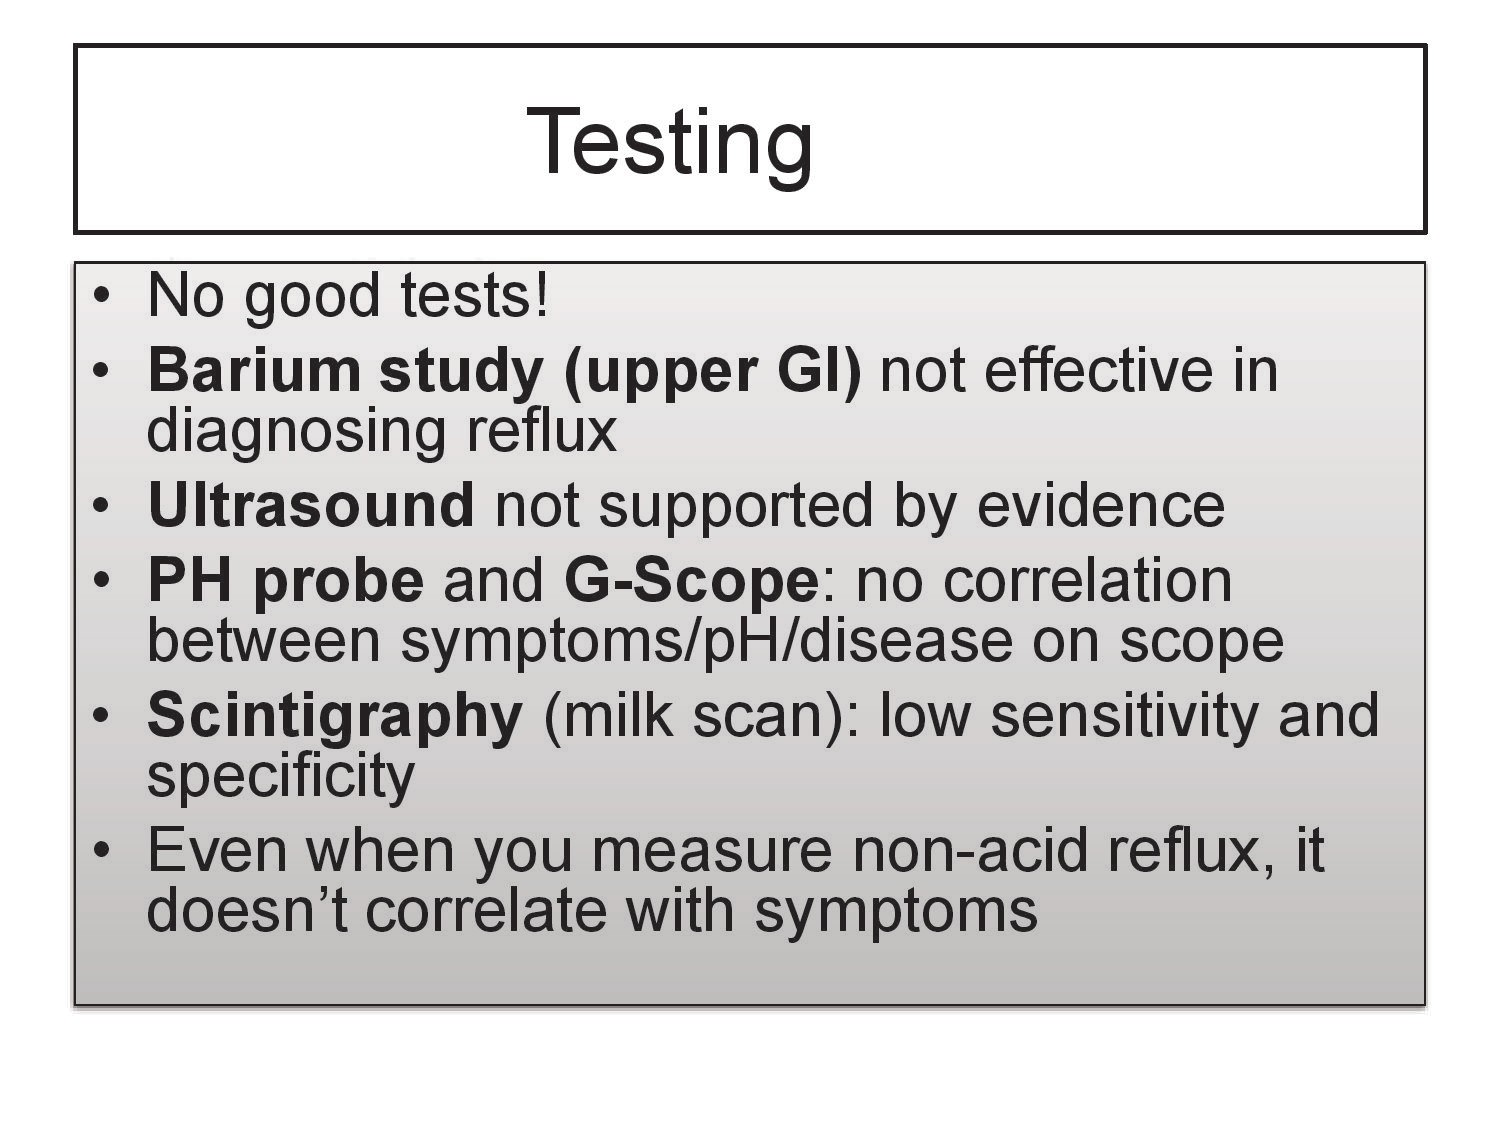 Testing
• No good tests!
• Barium study (upper GI) not effective in
diagnosing reflux
• Ultrasound not supported by evidence
• PH probe and G-Scope: no correlation
between symptoms/pH/disease on scope
• Scintigraphy (milk scan): low sensitivity and
specificity
• Even when you measure non-acid reflux, it
doesn’t correlate with symptoms